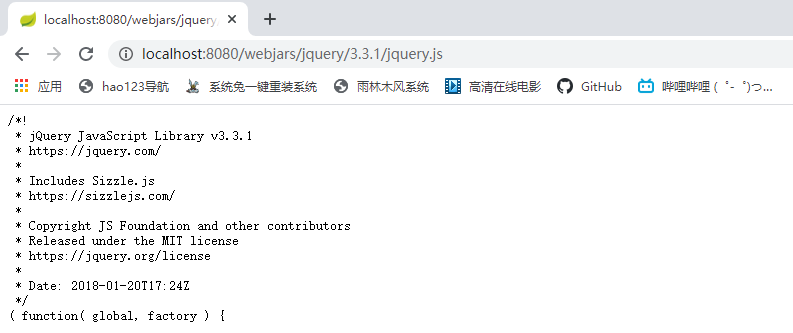 localhost:8080/webjars/jquery
localhost:8080/webjars/jquery/3.3.1/jquery.js
应用 hao123导航 系统兔一键重装系统 雨林木风系统 高清在线电影 GitHub 哔哩哔哩 ( ゜- ゜)つ...
/*!
* jQuery JavaScript Library v3.3.1
* https://jquery.com/
*
* Includes Sizzle.js
* https://sizzlejs.com/
*
* Copyright JS Foundation and other contributors
* Released under the MIT license
* https://jquery.org/license
*
* Date: 2018-01-20T17:24Z
*/
( function( global, factory ) {